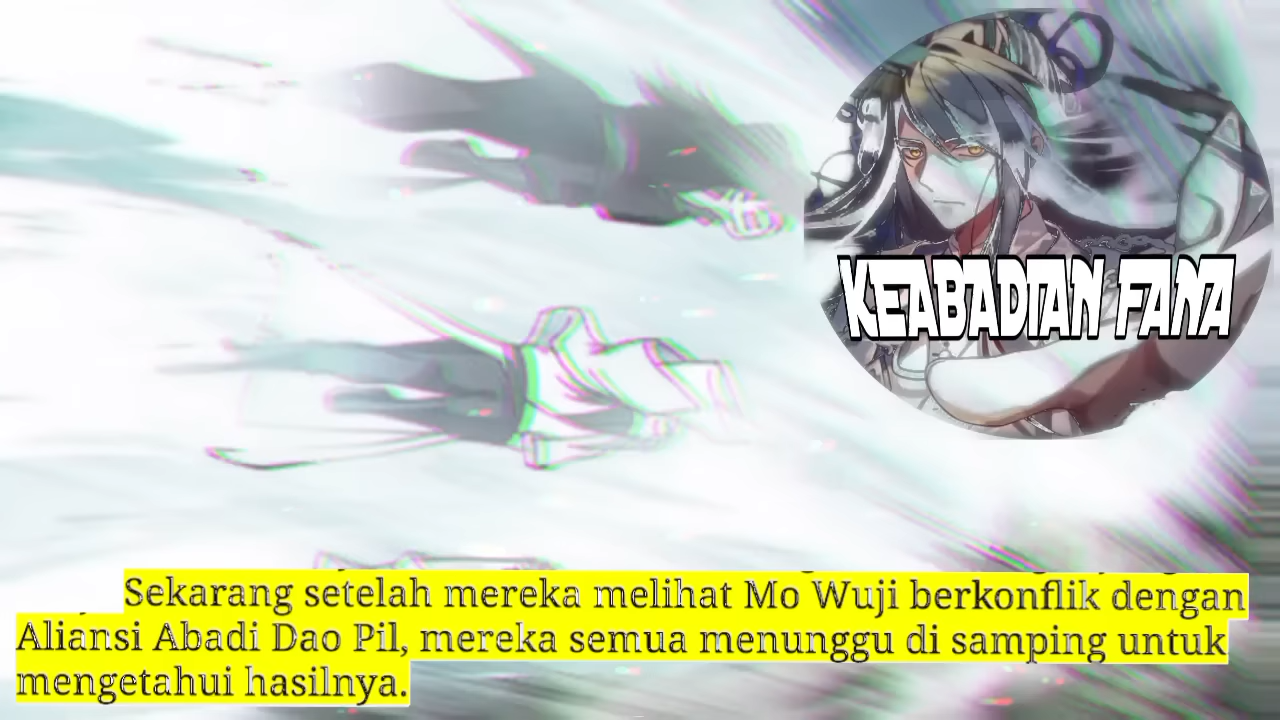 KEABADIAN FANA
Sekarang setelah mereka melihat Mo Wuji berkonflik dengan
Aliansi Abadi Dao Pil, mereka semua menunggu di samping untuk
mengetahui hasilnya.